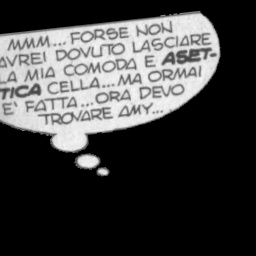 MMM... FORSE NON
AVREI DOVUTO LASCIARE
LA MIA COMODA E ASET-
TICA CELLA... MA ORMAI
E' FATTA... ORA DEVO
TROVARE AMY...